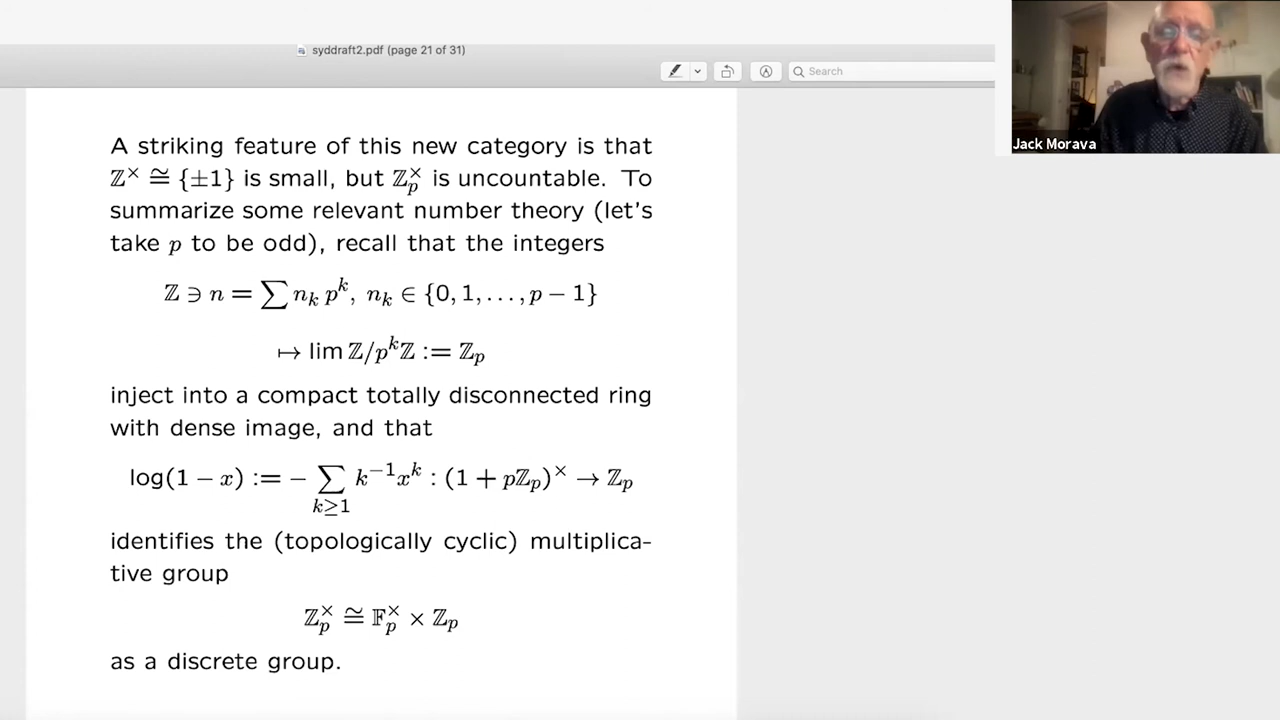 syddraft2.pdf (page 21 of 31)
Search
Jack Morava
A striking feature of this new category is that
ℤ^× ≅ {±1} is small, but ℤ_p^× is uncountable. To
summarize some relevant number theory (let's
take p to be odd), recall that the integers
ℤ ∋ n = ∑ n_k p^k, n_k ∈ {0, 1, . . . , p − 1}
↦ lim ℤ/p^kℤ := ℤ_p
inject into a compact totally disconnected ring
with dense image, and that
log(1 − x) := − ∑_{k≥1} k^{−1}x^k : (1 + pℤ_p)^× → ℤ_p
identifies the (topologically cyclic) multiplica-
tive group
ℤ_p^× ≅ 𝔽_p^× × ℤ_p
as a discrete group.